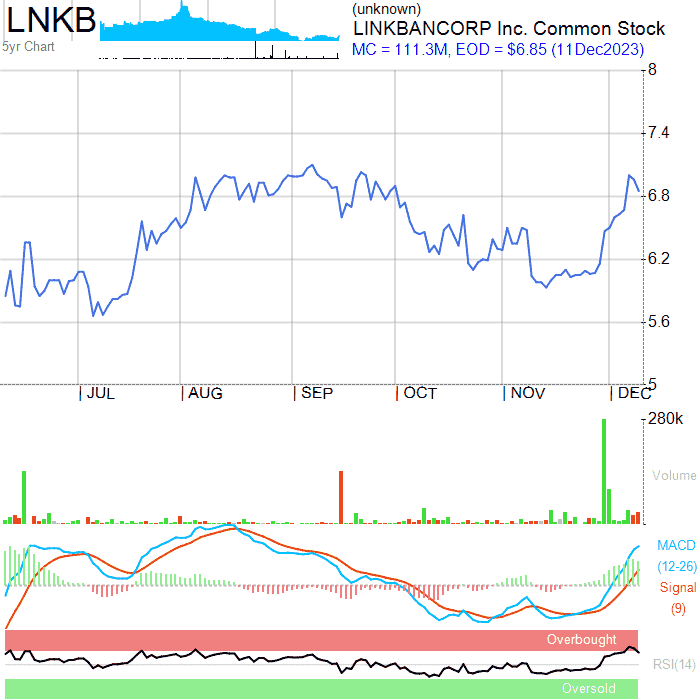 LNKB
5yr Chart
(unknown)
LINKBANCORP Inc. Common Stock
MC = 111.3M, EOD = $6.85 (11Dec2023)
8
7.4
6.8
6.2
5.6
5
JUL
AUG
SEP
OCT
NOV
DEC
280k
Volume
MACD
(12-26)
Signal
(9)
Overbought
RSI(14)
Oversold